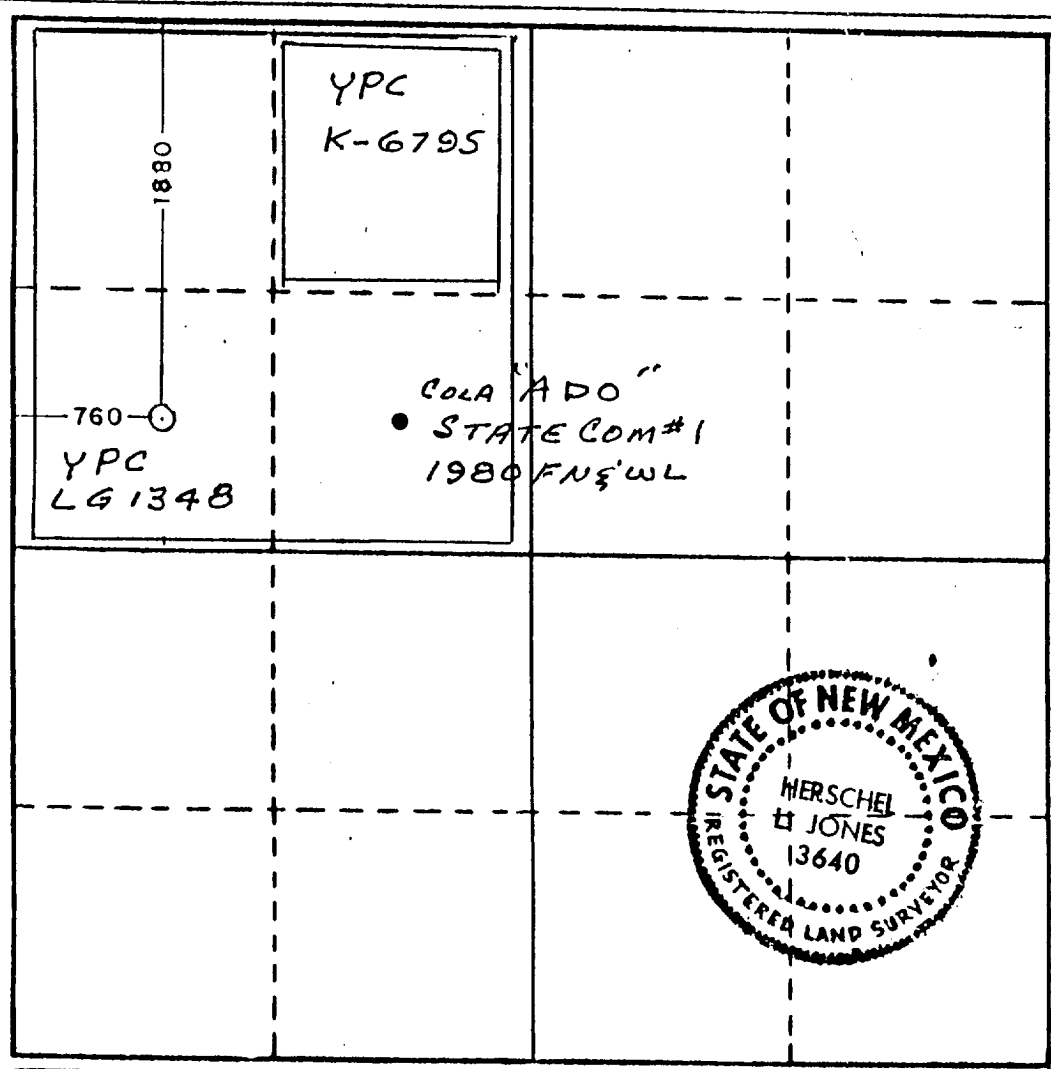 YPC
K-6795
1880
760
YPC
LG 1348
COLA "ADO"
STATE COM #1
1980 FN & WL
STATE OF NEW MEXICO
HERSCHEL
JONES
3640
REGISTERED LAND SURVEYOR